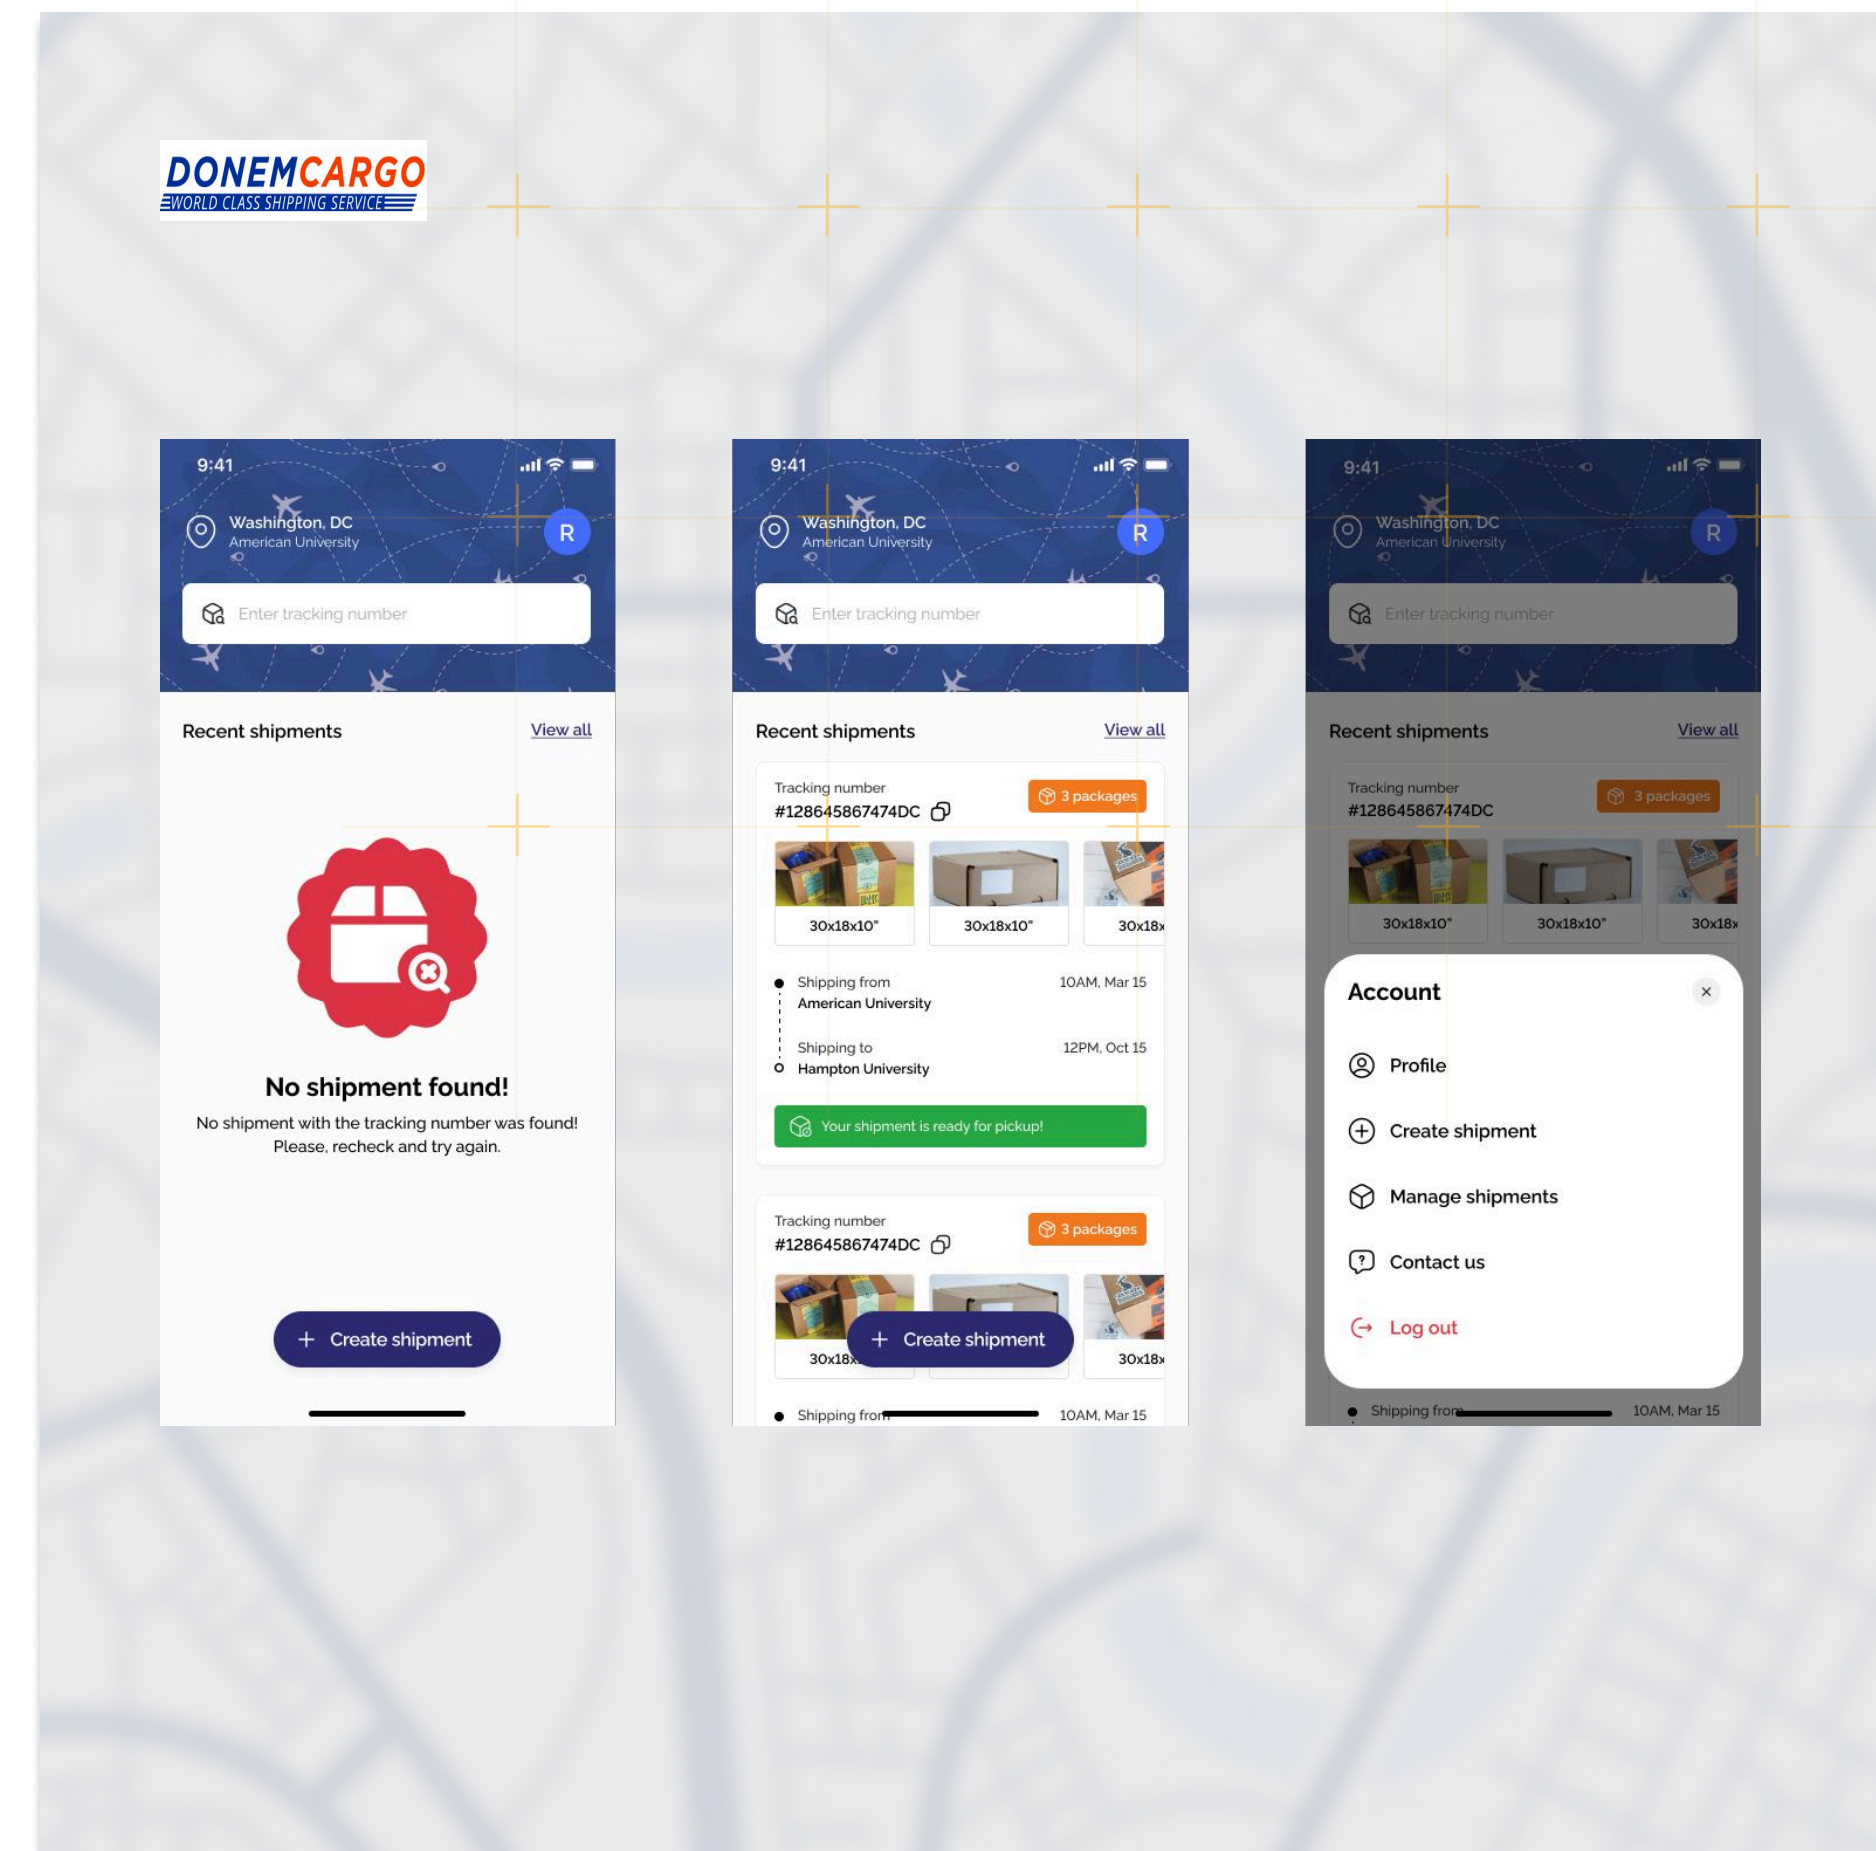 DONEMCARGO
WORLD CLASS SHIPPING SERVICE
9:41
Washington, DC
American University
R
Enter tracking number
Recent shipments
View all
No shipment found!
No shipment with the tracking number was found!
Please, recheck and try again.
+ Create shipment
9:41
Washington, DC
American University
R
Enter tracking number
Recent shipments
View all
Tracking number
#128645867474DC
3 packages
30x18x10"
30x18x10"
30x18x
Shipping from
10AM, Mar 15
American University
Shipping to
12PM, Oct 15
Hampton University
Your shipment is ready for pickup!
Tracking number
#128645867474DC
3 packages
+ Create shipment
30x18x
30x18x
Shipping from
10AM, Mar 15
9:41
Washington, DC
American University
R
Enter tracking number
Recent shipments
View all
Tracking number
#128645867474DC
3 packages
30x18x10"
30x18x10"
30x18x
Account
Profile
Create shipment
Manage shipments
Contact us
Log out
Shipping from
10AM, Mar 15